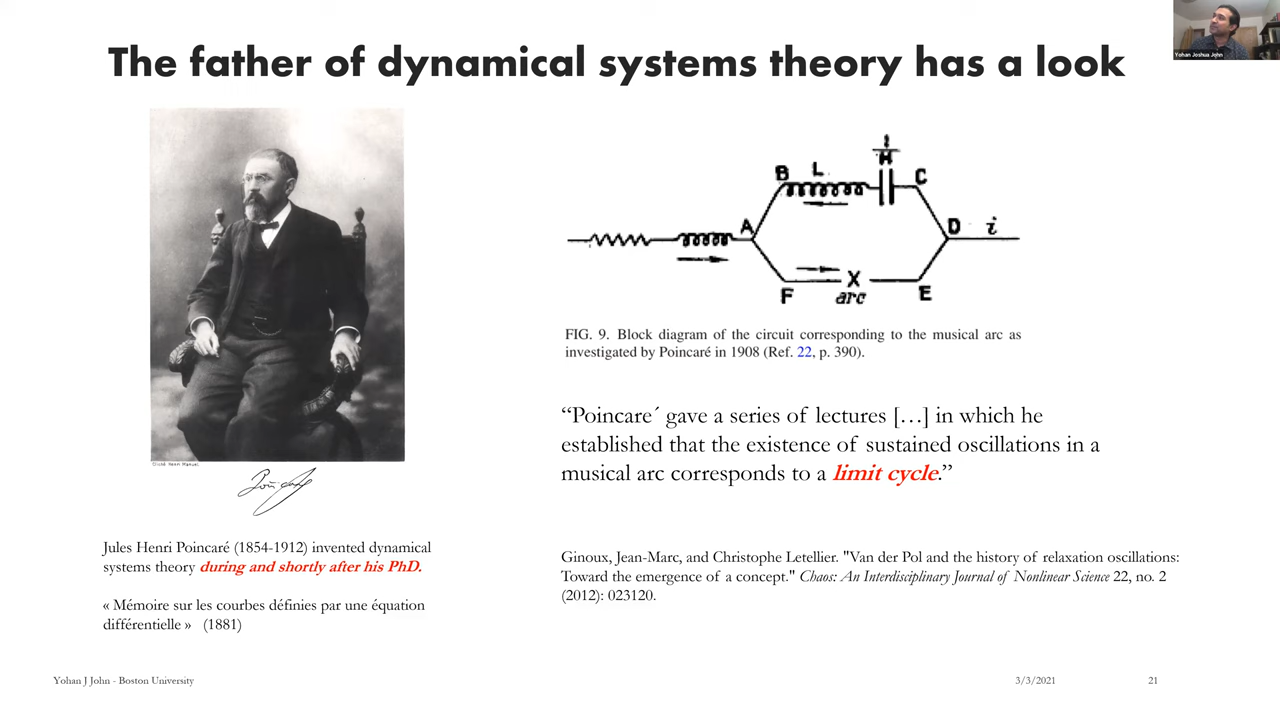 The father of dynamical systems theory has a look
Yohan Joshua John
Cliché Henri Manuel
Jules Henri Poincaré (1854-1912) invented dynamical
systems theory during and shortly after his PhD.
« Mémoire sur les courbes définies par une équation
différentielle » (1881)
1
H
B L C
A D i
F X E
arc
FIG. 9. Block diagram of the circuit corresponding to the musical arc as
investigated by Poincaré in 1908 (Ref. 22, p. 390).
“Poincare´ gave a series of lectures […] in which he
established that the existence of sustained oscillations in a
musical arc corresponds to a limit cycle.”
Ginoux, Jean-Marc, and Christophe Letellier. "Van der Pol and the history of relaxation oscillations:
Toward the emergence of a concept." Chaos: An Interdisciplinary Journal of Nonlinear Science 22, no. 2
(2012): 023120.
Yohan J John - Boston University
3/3/2021
21